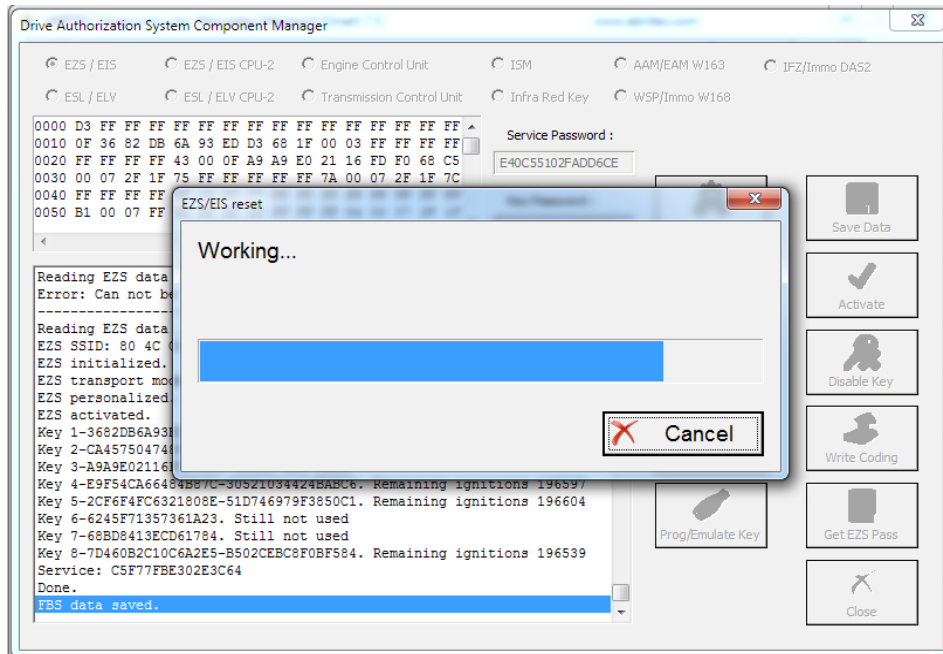 Drive Authorization System Component Manager
EZS / EIS EZS / EIS CPU-2 Engine Control Unit ISM AAM/EAM W163 IFZ/Immo DAS2
ESL / ELV ESL / ELV CPU-2 Transmission Control Unit Infra Red Key WSP/Immo W168
0000 D3 FF FF FF FF FF FF FF FF FF FF FF FF FF FF FF
0010 0F 36 82 DB 6A 93 ED D3 68 1F 00 03 FF FF FF FF
0020 FF FF FF FF 43 00 0F A9 A9 E0 21 16 FD F0 68 C5
0030 00 07 2F 1F 75 FF FF FF FF FF 7A 00 07 2F 1F 7C
0040 FF FF FF FF
0050 B1 00 07 FF
Service Password :
E40C55102FADD6CE
EZS/EIS reset
Working...
Cancel
Save Data
Activate
Disable Key
Write Coding
Prog/Emulate Key
Get EZS Pass
Close
Reading EZS data
Error: Can not be
--------------
Reading EZS data
EZS SSID: 80 4C
EZS initialized.
EZS transport mod
EZS personalized
EZS activated.
Key 1-3682DB6A93
Key 2-CA45750474
Key 3-A9A9E02116
Key 4-E9F54CA66484B87C-30521034424BABC6. Remaining ignitions 196597
Key 5-2CF6F4FC6321808E-51D746979F3850C1. Remaining ignitions 196604
Key 6-6245F71357361A23. Still not used
Key 7-68BD8413ECD61784. Still not used
Key 8-7D460B2C10C6A2E5-B502CEBC8F0BF584. Remaining ignitions 196539
Service: C5F77FBE302E3C64
Done.
FBS data saved.